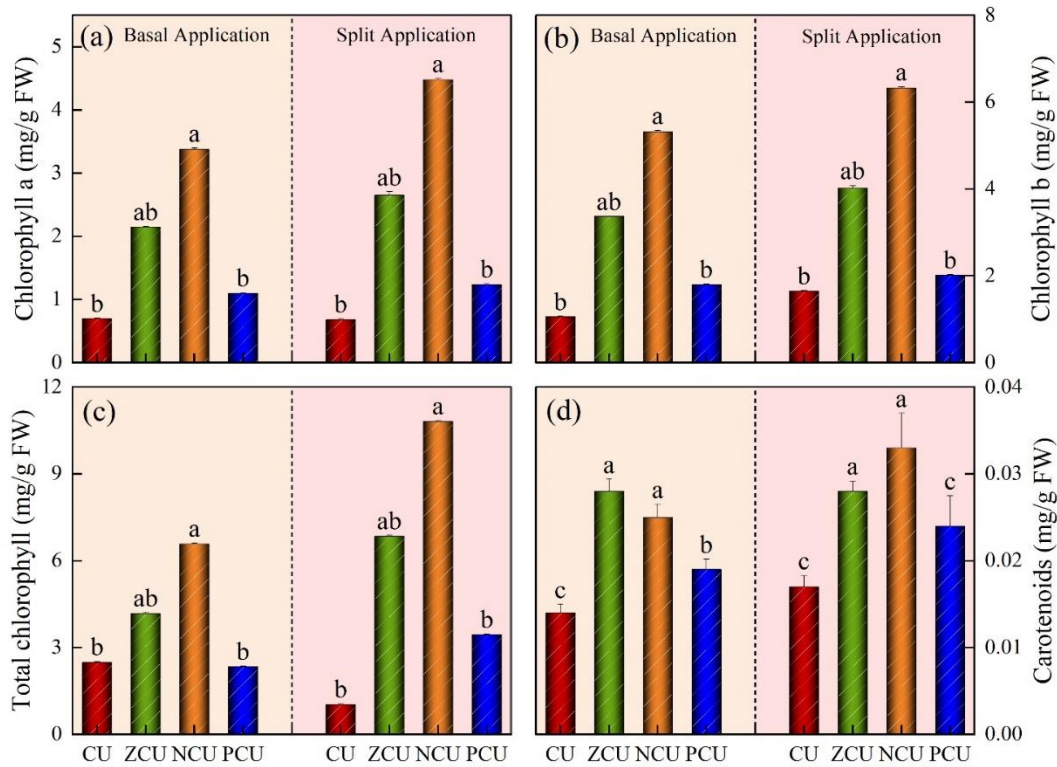 (a) Basal Application Split Application
(b) Basal Application Split Application
5
4
3
2
1
0
Chlorophyll a (mg/g FW)
b ab a b b ab a b
b ab a b b ab a b
8
6
4
2
0
Chlorophyll b (mg/g FW)
(c)
(d)
12
9
6
3
0
Total chlorophyll (mg/g FW)
b ab a b b ab a b
c a a b c a a c
0.04
0.03
0.02
0.01
0.00
Carotenoids (mg/g FW)
CU ZCU NCU PCU CU ZCU NCU PCU
CU ZCU NCU PCU CU ZCU NCU PCU